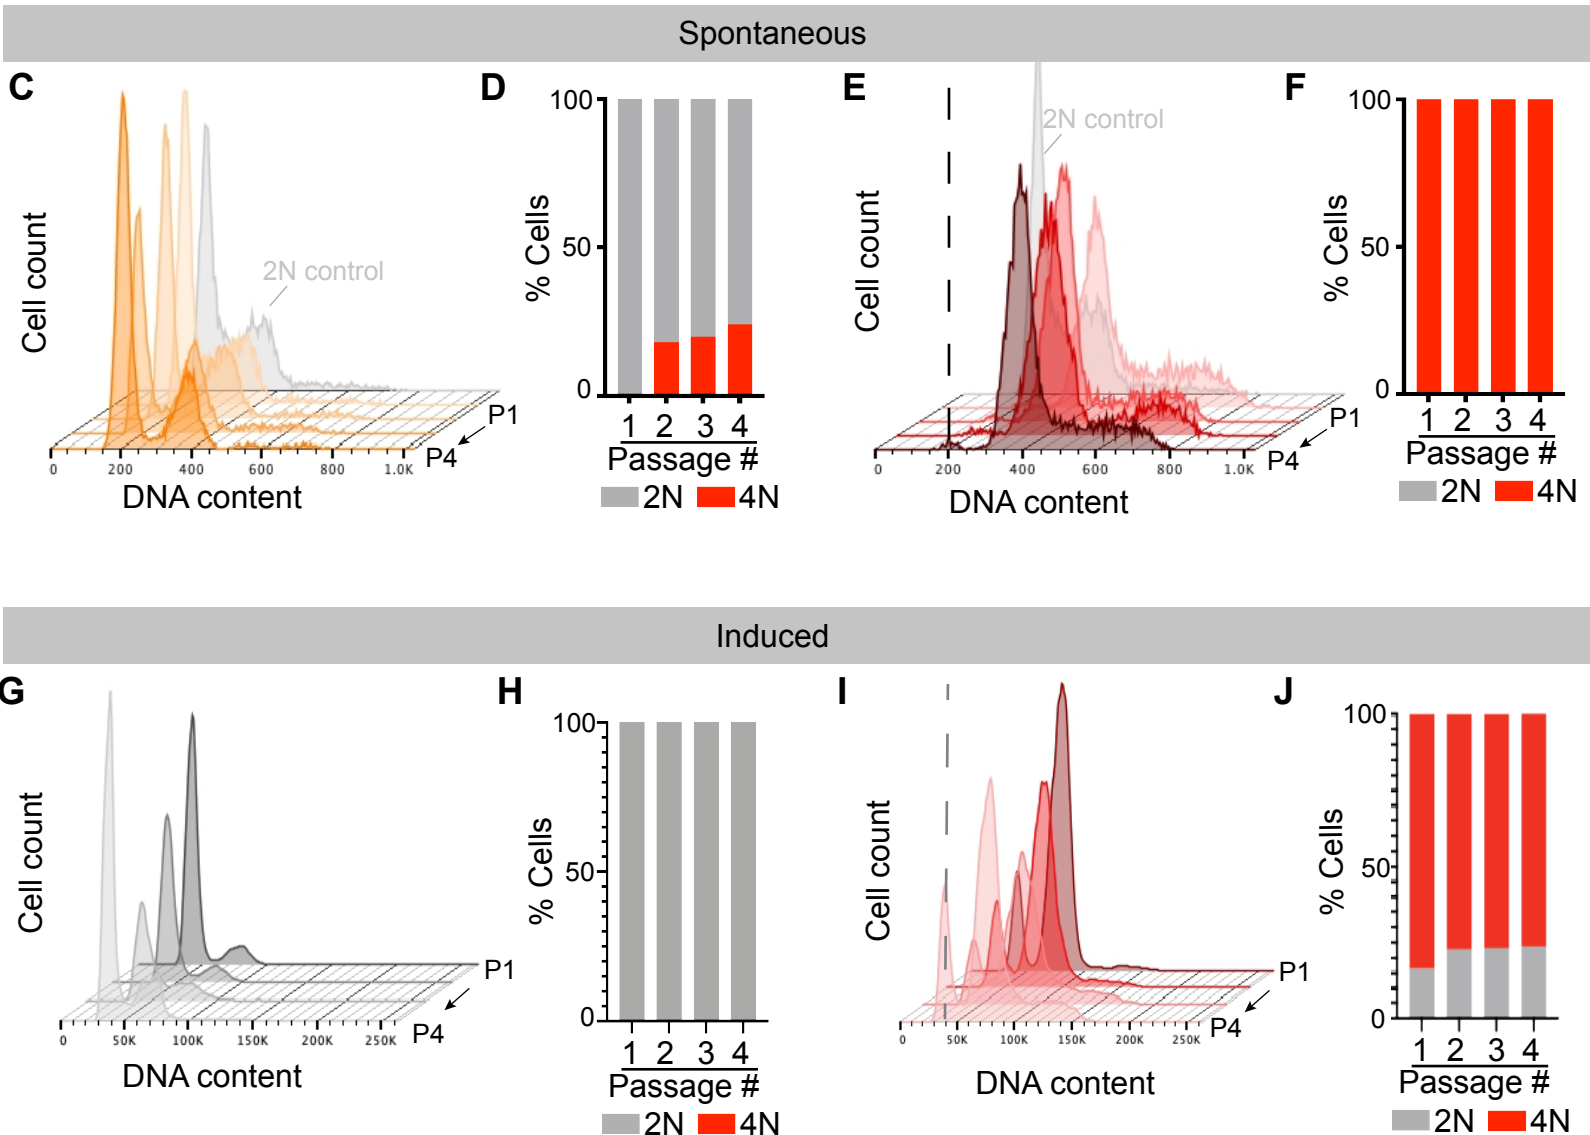 Spontaneous
C
Cell count
2N control
P1
P4
0 200 400 600 800 1.0K
DNA content
D
% Cells
100
50
0
1 2 3 4
Passage #
2N 4N
E
Cell count
2N control
P1
P4
0 200 400 600 800 1.0K
DNA content
F
% Cells
100
50
0
1 2 3 4
Passage #
2N 4N
Induced
G
Cell count
P1
P4
0 50K 100K 150K 200K 250K
DNA content
H
% Cells
100
50
0
1 2 3 4
Passage #
2N 4N
I
Cell count
P1
P4
0 50K 100K 150K 200K 250K
DNA content
J
% Cells
100
50
0
1 2 3 4
Passage #
2N 4N